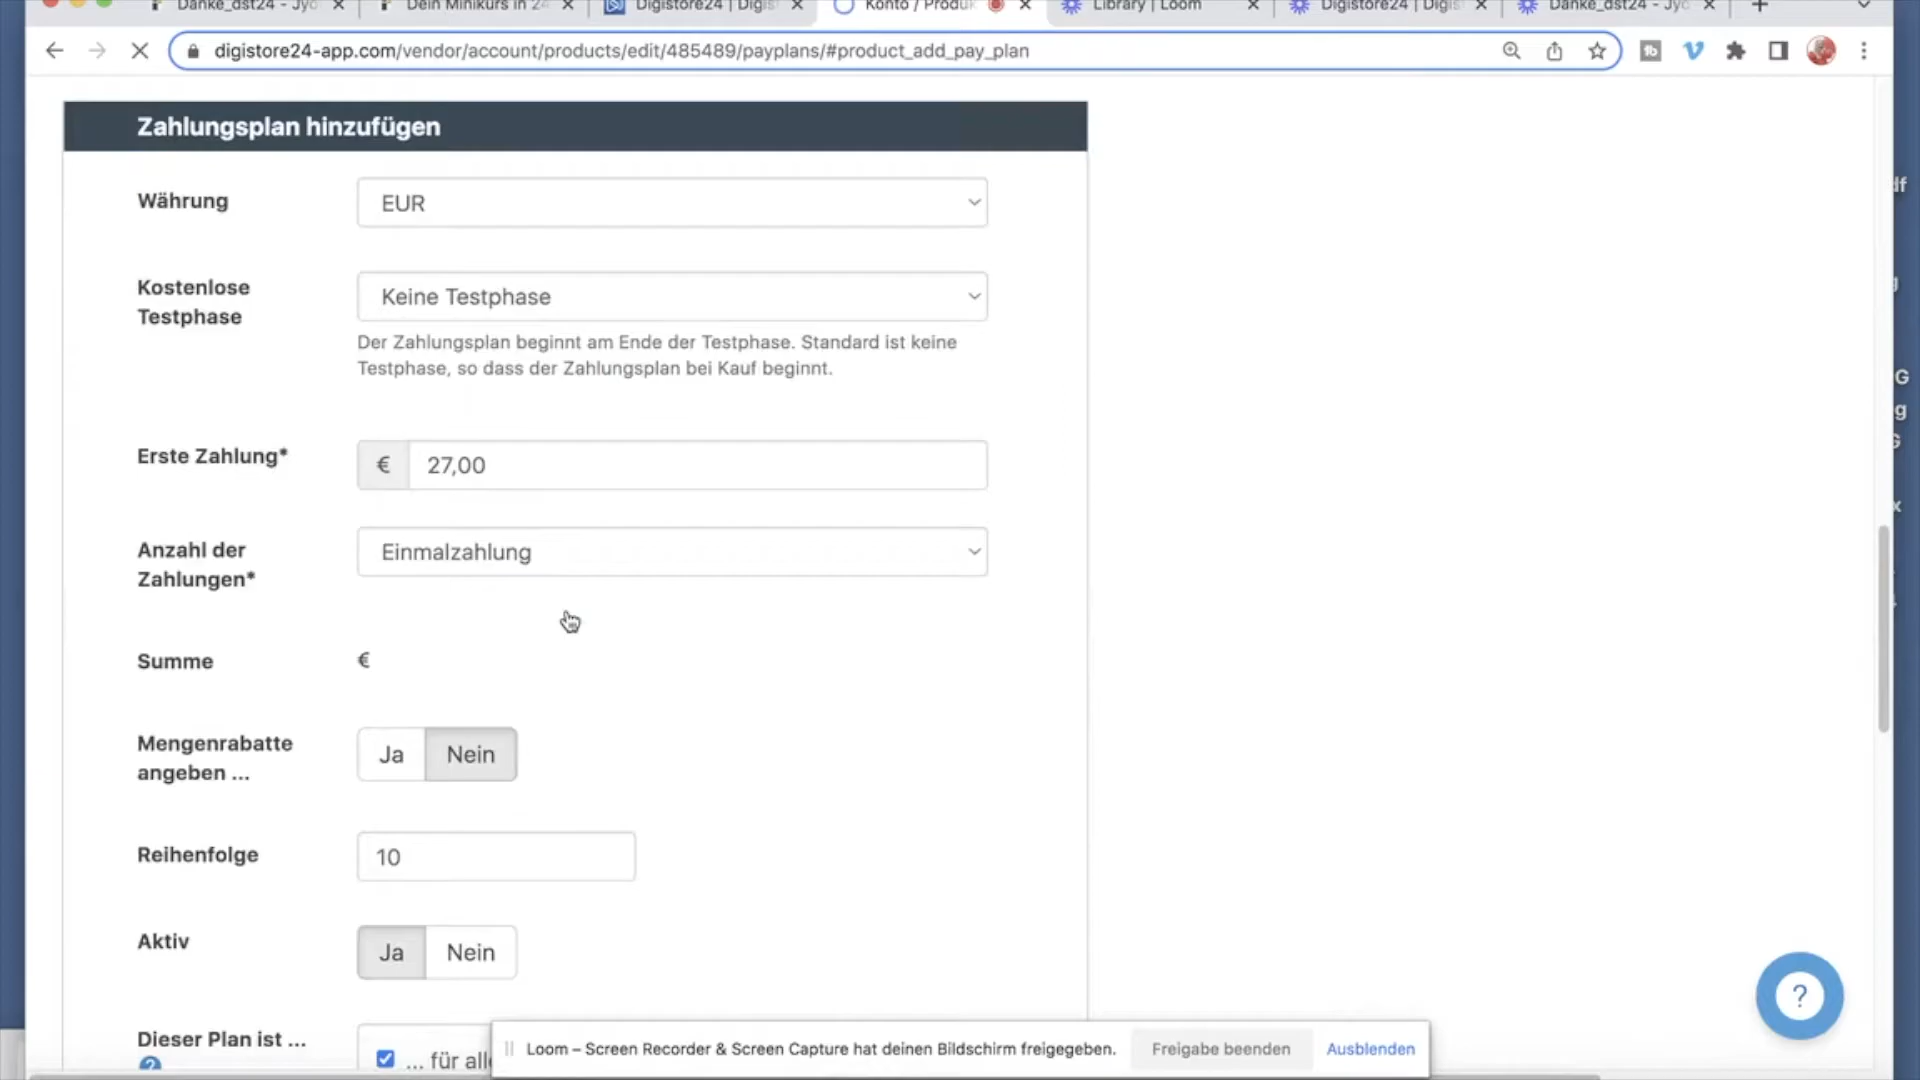 Danke_dst24 - Jyo
Dein Minikurs in 24
Digistore24 | Digis
Konto / Produk
Library | Loom
Digistore24 | Digis
Danke_dst24 - Jyo
digistore24-app.com/vendor/account/products/edit/485489/payplans/#product_add_pay_plan
Zahlungsplan hinzufügen
Währung
EUR
Kostenlose
Testphase
Keine Testphase
Der Zahlungsplan beginnt am Ende der Testphase. Standard ist keine
Testphase, so dass der Zahlungsplan bei Kauf beginnt.
Erste Zahlung*
€ 27,00
Anzahl der
Zahlungen*
Einmalzahlung
Summe
€
Mengenrabatte
angeben ...
Ja Nein
Reihenfolge
10
Aktiv
Ja Nein
Dieser Plan ist ...
?
... für alle
Loom – Screen Recorder & Screen Capture hat deinen Bildschirm freigegeben.
Freigabe beenden
Ausblenden
?